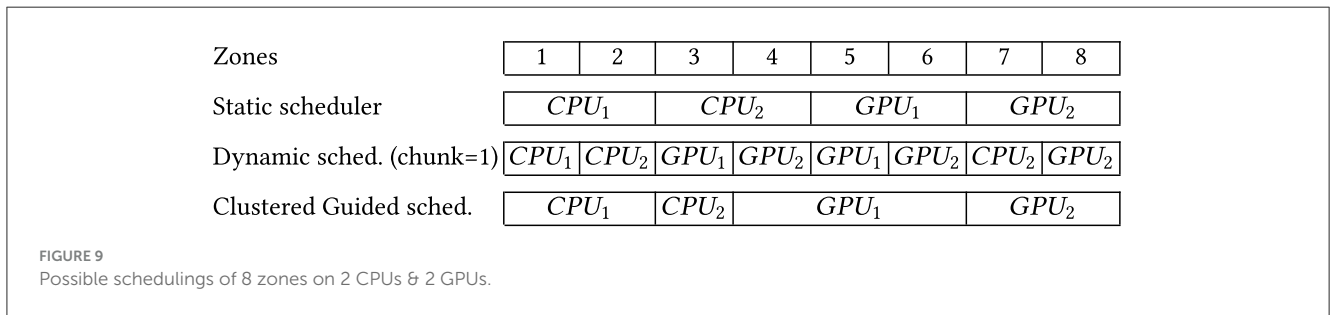 Zones 1 2 3 4 5 6 7 8
Static scheduler CPU₁ CPU₂ GPU₁ GPU₂
Dynamic sched. (chunk=1) CPU₁ CPU₂ GPU₁ GPU₂ GPU₁ GPU₂ CPU₂ GPU₂
Clustered Guided sched. CPU₁ CPU₂ GPU₁ GPU₂
FIGURE 9
Possible schedulings of 8 zones on 2 CPUs & 2 GPUs.